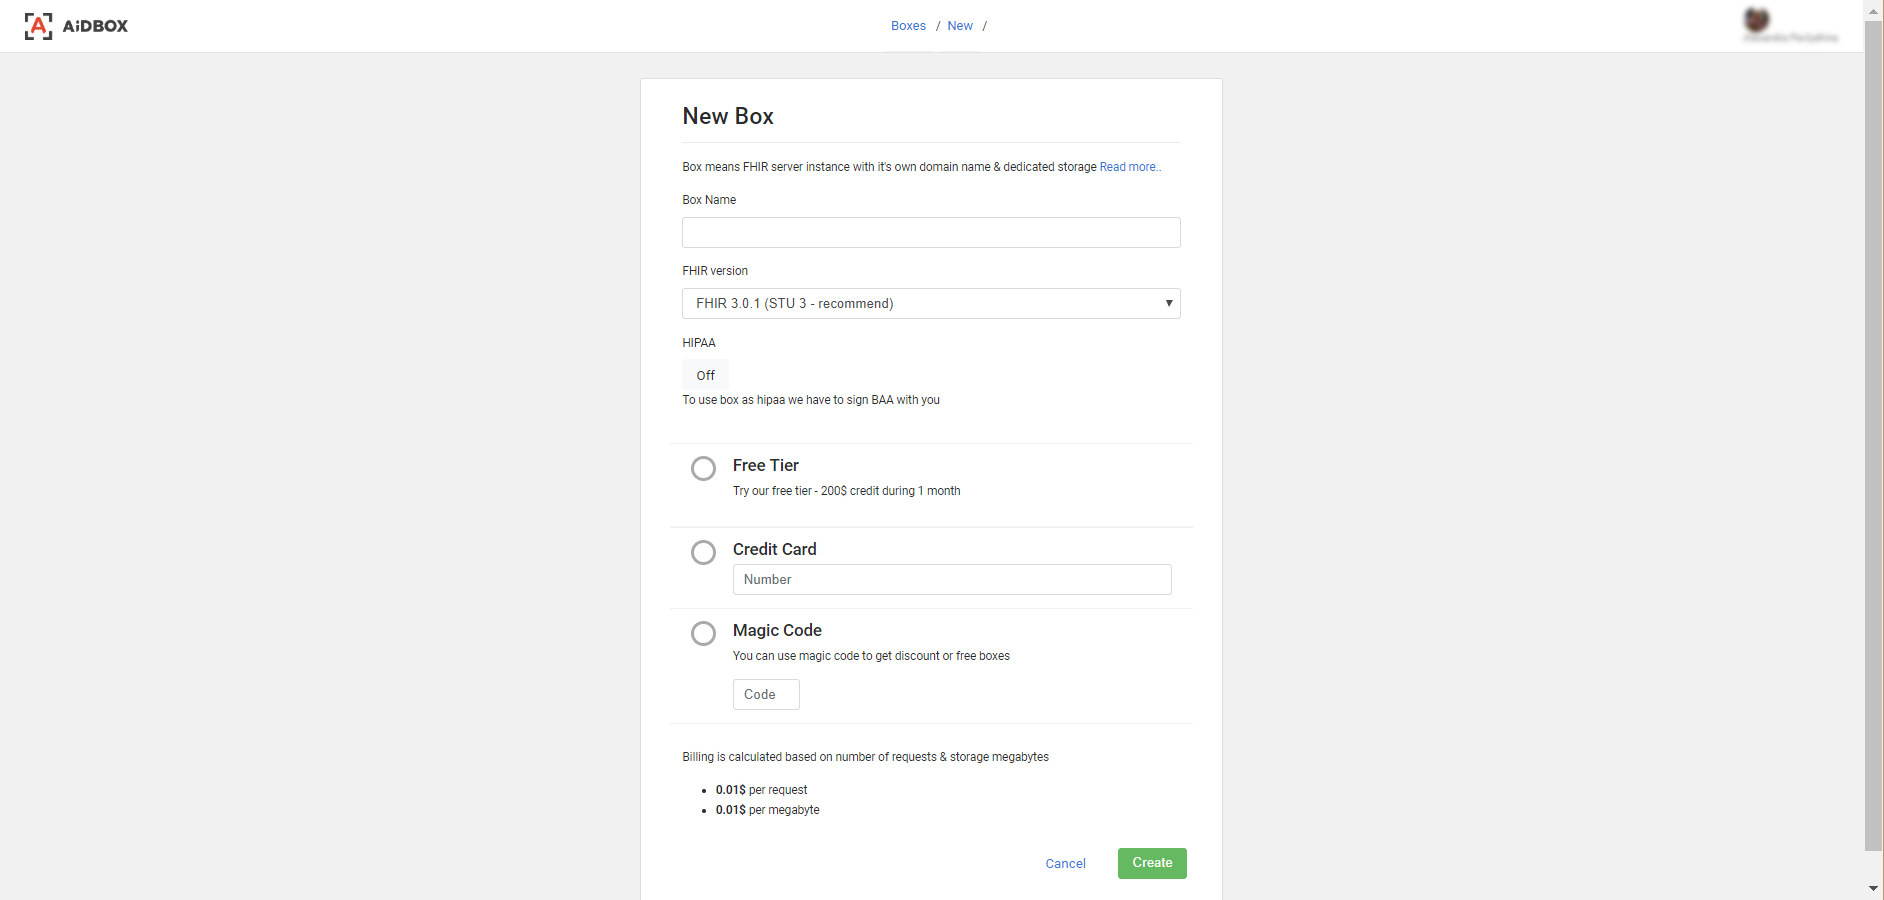 AiDBOX
Boxes / New /
New Box
Box means FHIR server instance with it's own domain name & dedicated storage Read more..
Box Name
FHIR version
FHIR 3.0.1 (STU 3 - recommend)
HIPAA
Off
To use box as hipaa we have to sign BAA with you
Free Tier
Try our free tier - 200$ credit during 1 month
Credit Card
Number
Magic Code
You can use magic code to get discount or free boxes
Code
Billing is calculated based on number of requests & storage megabytes
• 0.01$ per request
• 0.01$ per megabyte
Cancel
Create